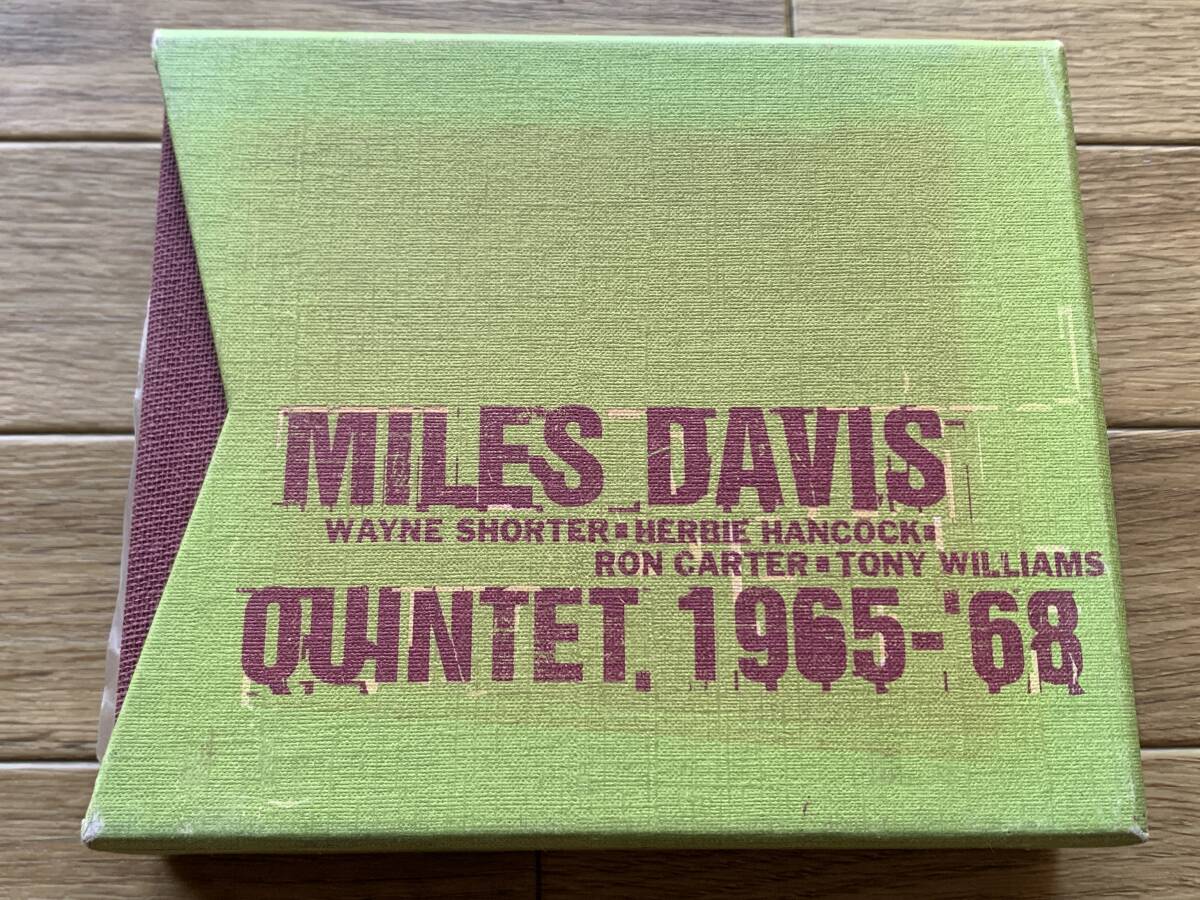 MILES DAVIS
WAYNE SHORTER▪HERBIE HANCOCK▪
RON CARTER▪TONY WILLIAMS
QUINTET. 1965-'68